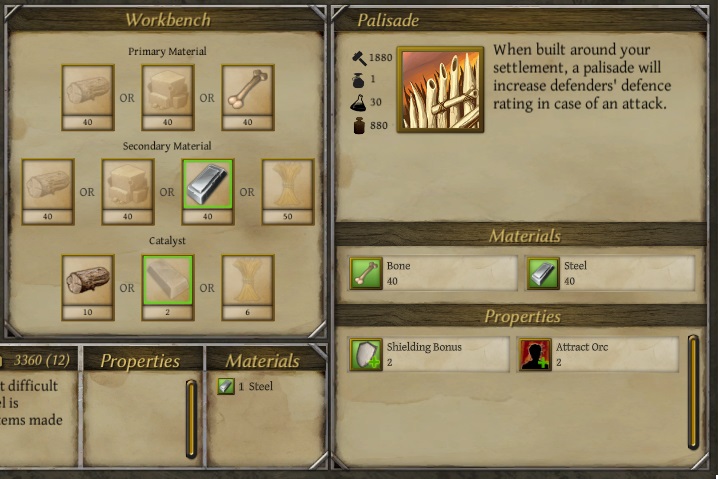 Workbench
Primary Material
40 OR 40 OR 40
Secondary Material
40 OR 40 OR 40 OR 50
Catalyst
10 OR 2 OR 6
3360 (12)
t difficult
l is
tems made
Properties
Materials
1 Steel
Palisade
1880
1
30
880
When built around your
settlement, a palisade will
increase defenders' defence
rating in case of an attack.
Materials
Bone
40
Steel
40
Properties
Shielding Bonus
2
Attract Orc
2